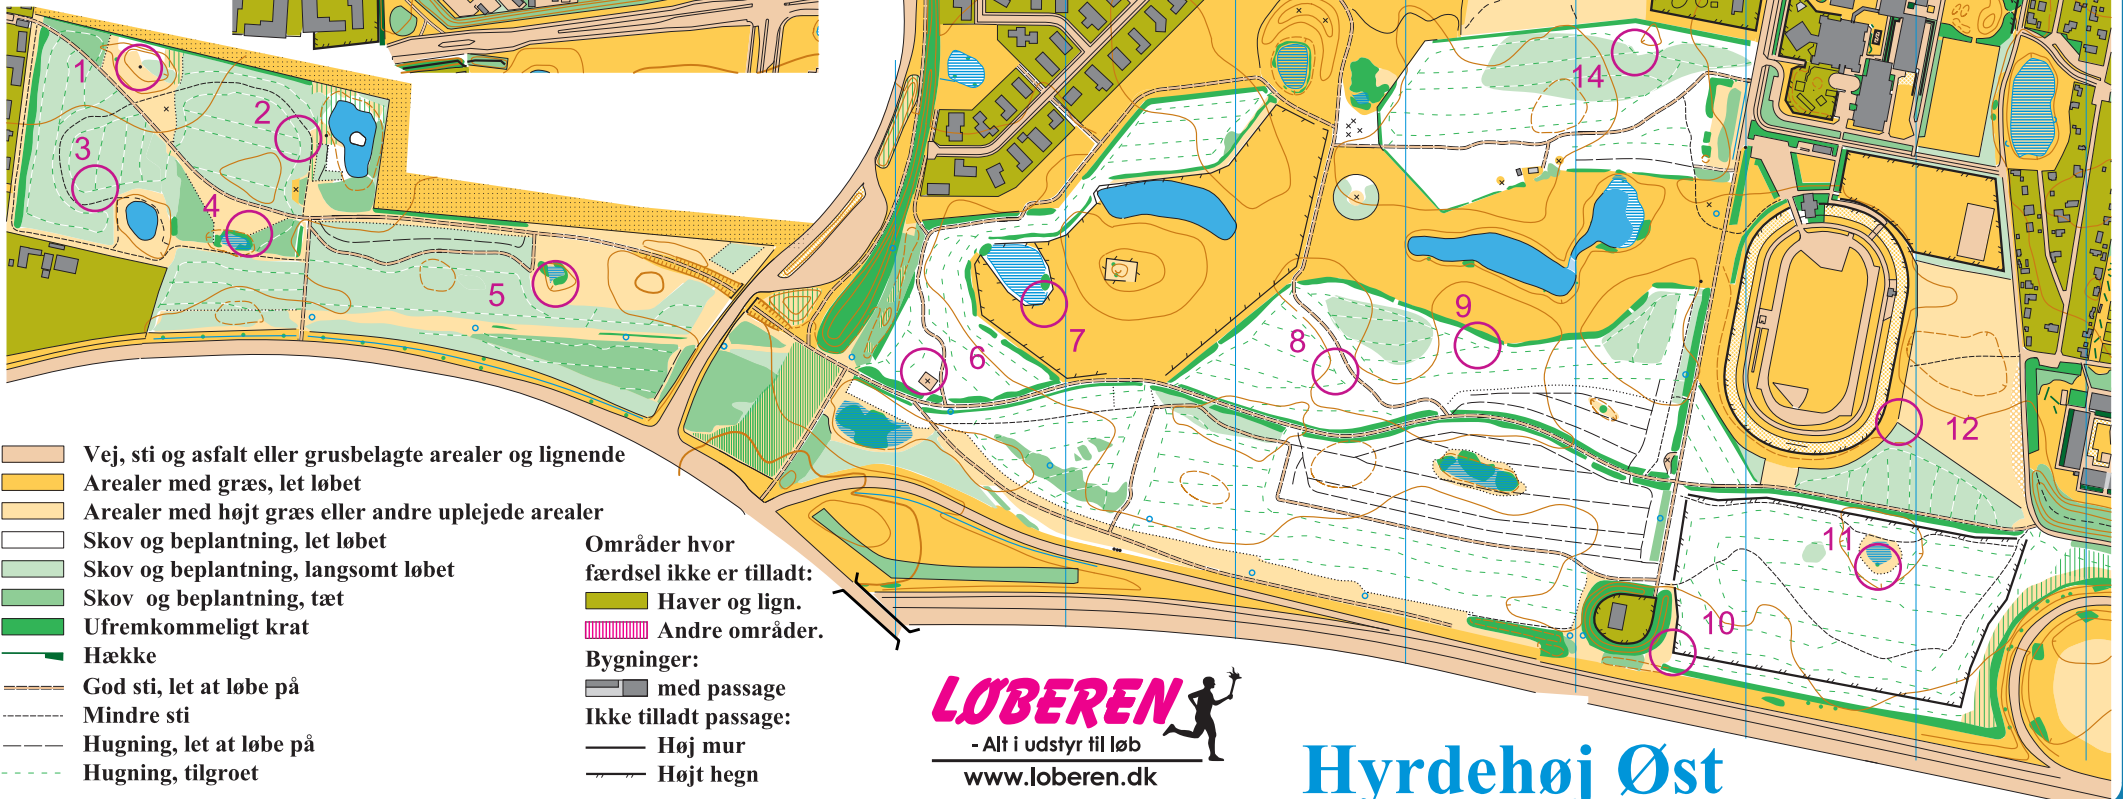 1
2
3
4
5
6
7
8
9
10
11
12
14
Vej, sti og asfalt eller grusbelagte arealer og lignende
Arealer med græs, let løbet
Arealer med højt græs eller andre uplejede arealer
Skov og beplantning, let løbet
Skov og beplantning, langsomt løbet
Skov og beplantning, tæt
Ufremkommeligt krat
Hække
God sti, let at løbe på
Mindre sti
Hugning, let at løbe på
Hugning, tilgroet
Områder hvor
færdsel ikke er tilladt:
Haver og lign.
Andre områder.
Bygninger:
med passage
Ikke tilladt passage:
Høj mur
Højt hegn
LØBEREN
- Alt i udstyr til løb
www.loberen.dk
Hyrdehøj Øst